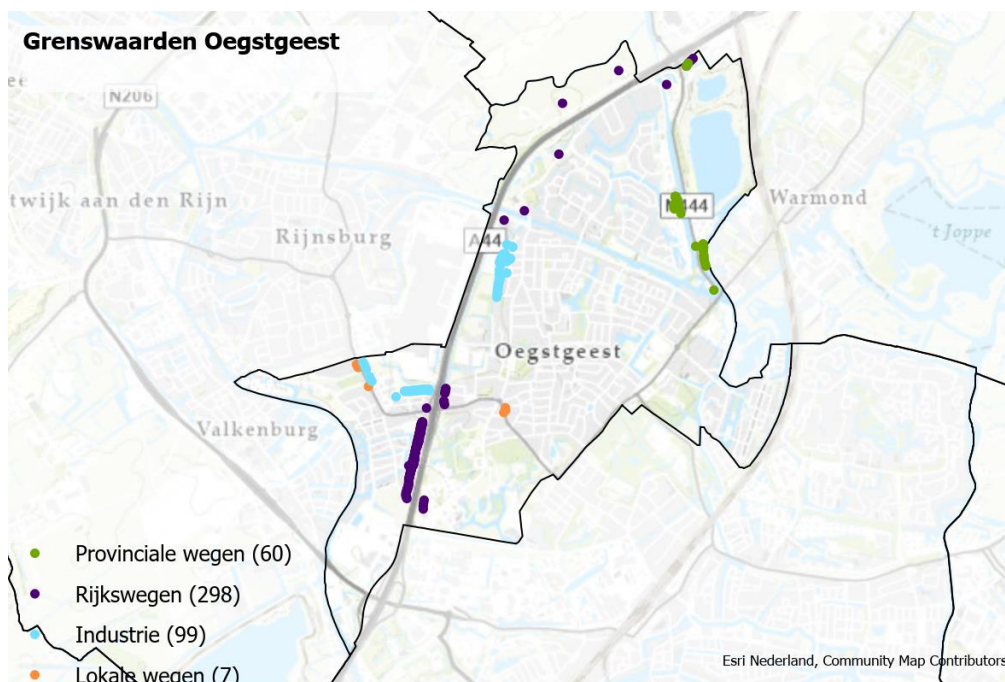 Grenswaarden Oegstgeest
N206
N444
Warmond
twijk aan den Rijn
't Joppe
Rijnsburg
A44
Oegstgeest
Valkenburg
Provinciale wegen (60)
Rijkswegen (298)
Industrie (99)
Lokale wegen (7)
Esri Nederland, Community Map Contributors